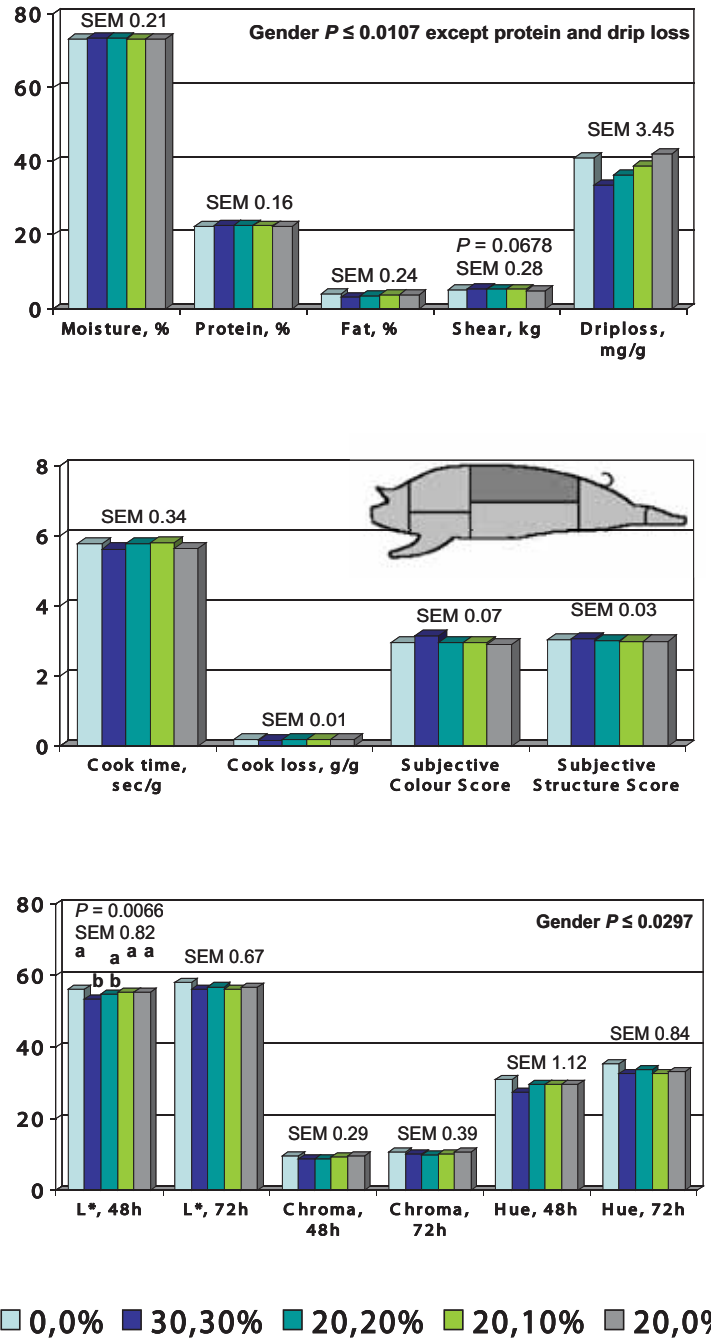 80
SEM 0.21
Gender P ≤ 0.0107 except protein and drip loss
60
SEM 3.45
40
SEM 0.16
P = 0.0678
20
SEM 0.24
SEM 0.28
0
Moisture, %
Protein, %
Fat, %
Shear, kg
Driploss,
mg/g
8
SEM 0.34
6
4
SEM 0.07
SEM 0.03
2
SEM 0.01
0
Cook time,
sec/g
Cook loss, g/g
Subjective
Colour Score
Subjective
Structure Score
80
P = 0.0066
Gender P ≤ 0.0297
SEM 0.82
a
a
a
a
SEM 0.67
b
b
60
40
SEM 1.12
SEM 0.84
20
SEM 0.29
SEM 0.39
0
L*, 48h
L*, 72h
Chroma,
48h
Chroma,
72h
Hue, 48h
Hue, 72h
0,0%
30,30%
20,20%
20,10%
20,0%